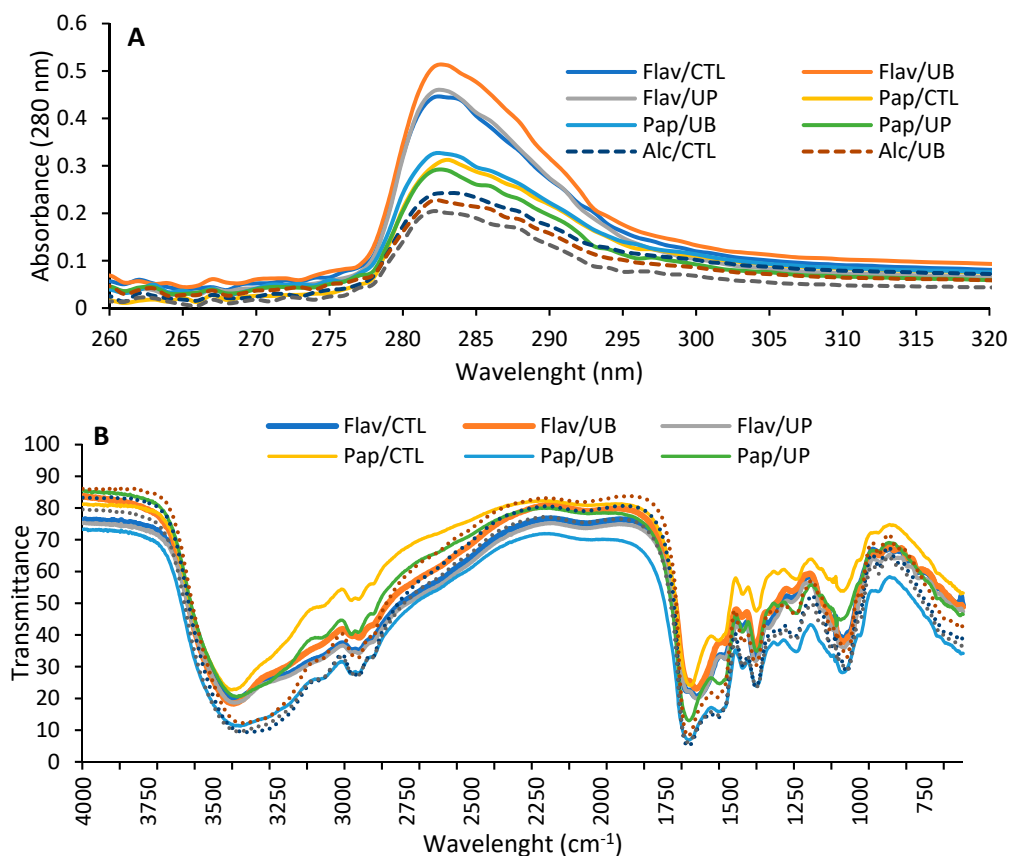 A
Absorbance (280 nm)
0.6
0.5
0.4
0.3
0.2
0.1
0
Flav/CTL Flav/UB
Flav/UP Pap/CTL
Pap/UB Pap/UP
Alc/CTL Alc/UB
260 265 270 275 280 285 290 295 300 305 310 315 320
Wavelenght (nm)
B
Flav/CTL Flav/UB Flav/UP
Pap/CTL Pap/UB Pap/UP
Transmittance
100
90
80
70
60
50
40
30
20
10
0
4000 3750 3500 3250 3000 2750 2500 2250 2000 1750 1500 1250 1000 750
Wavelenght (cm-1)